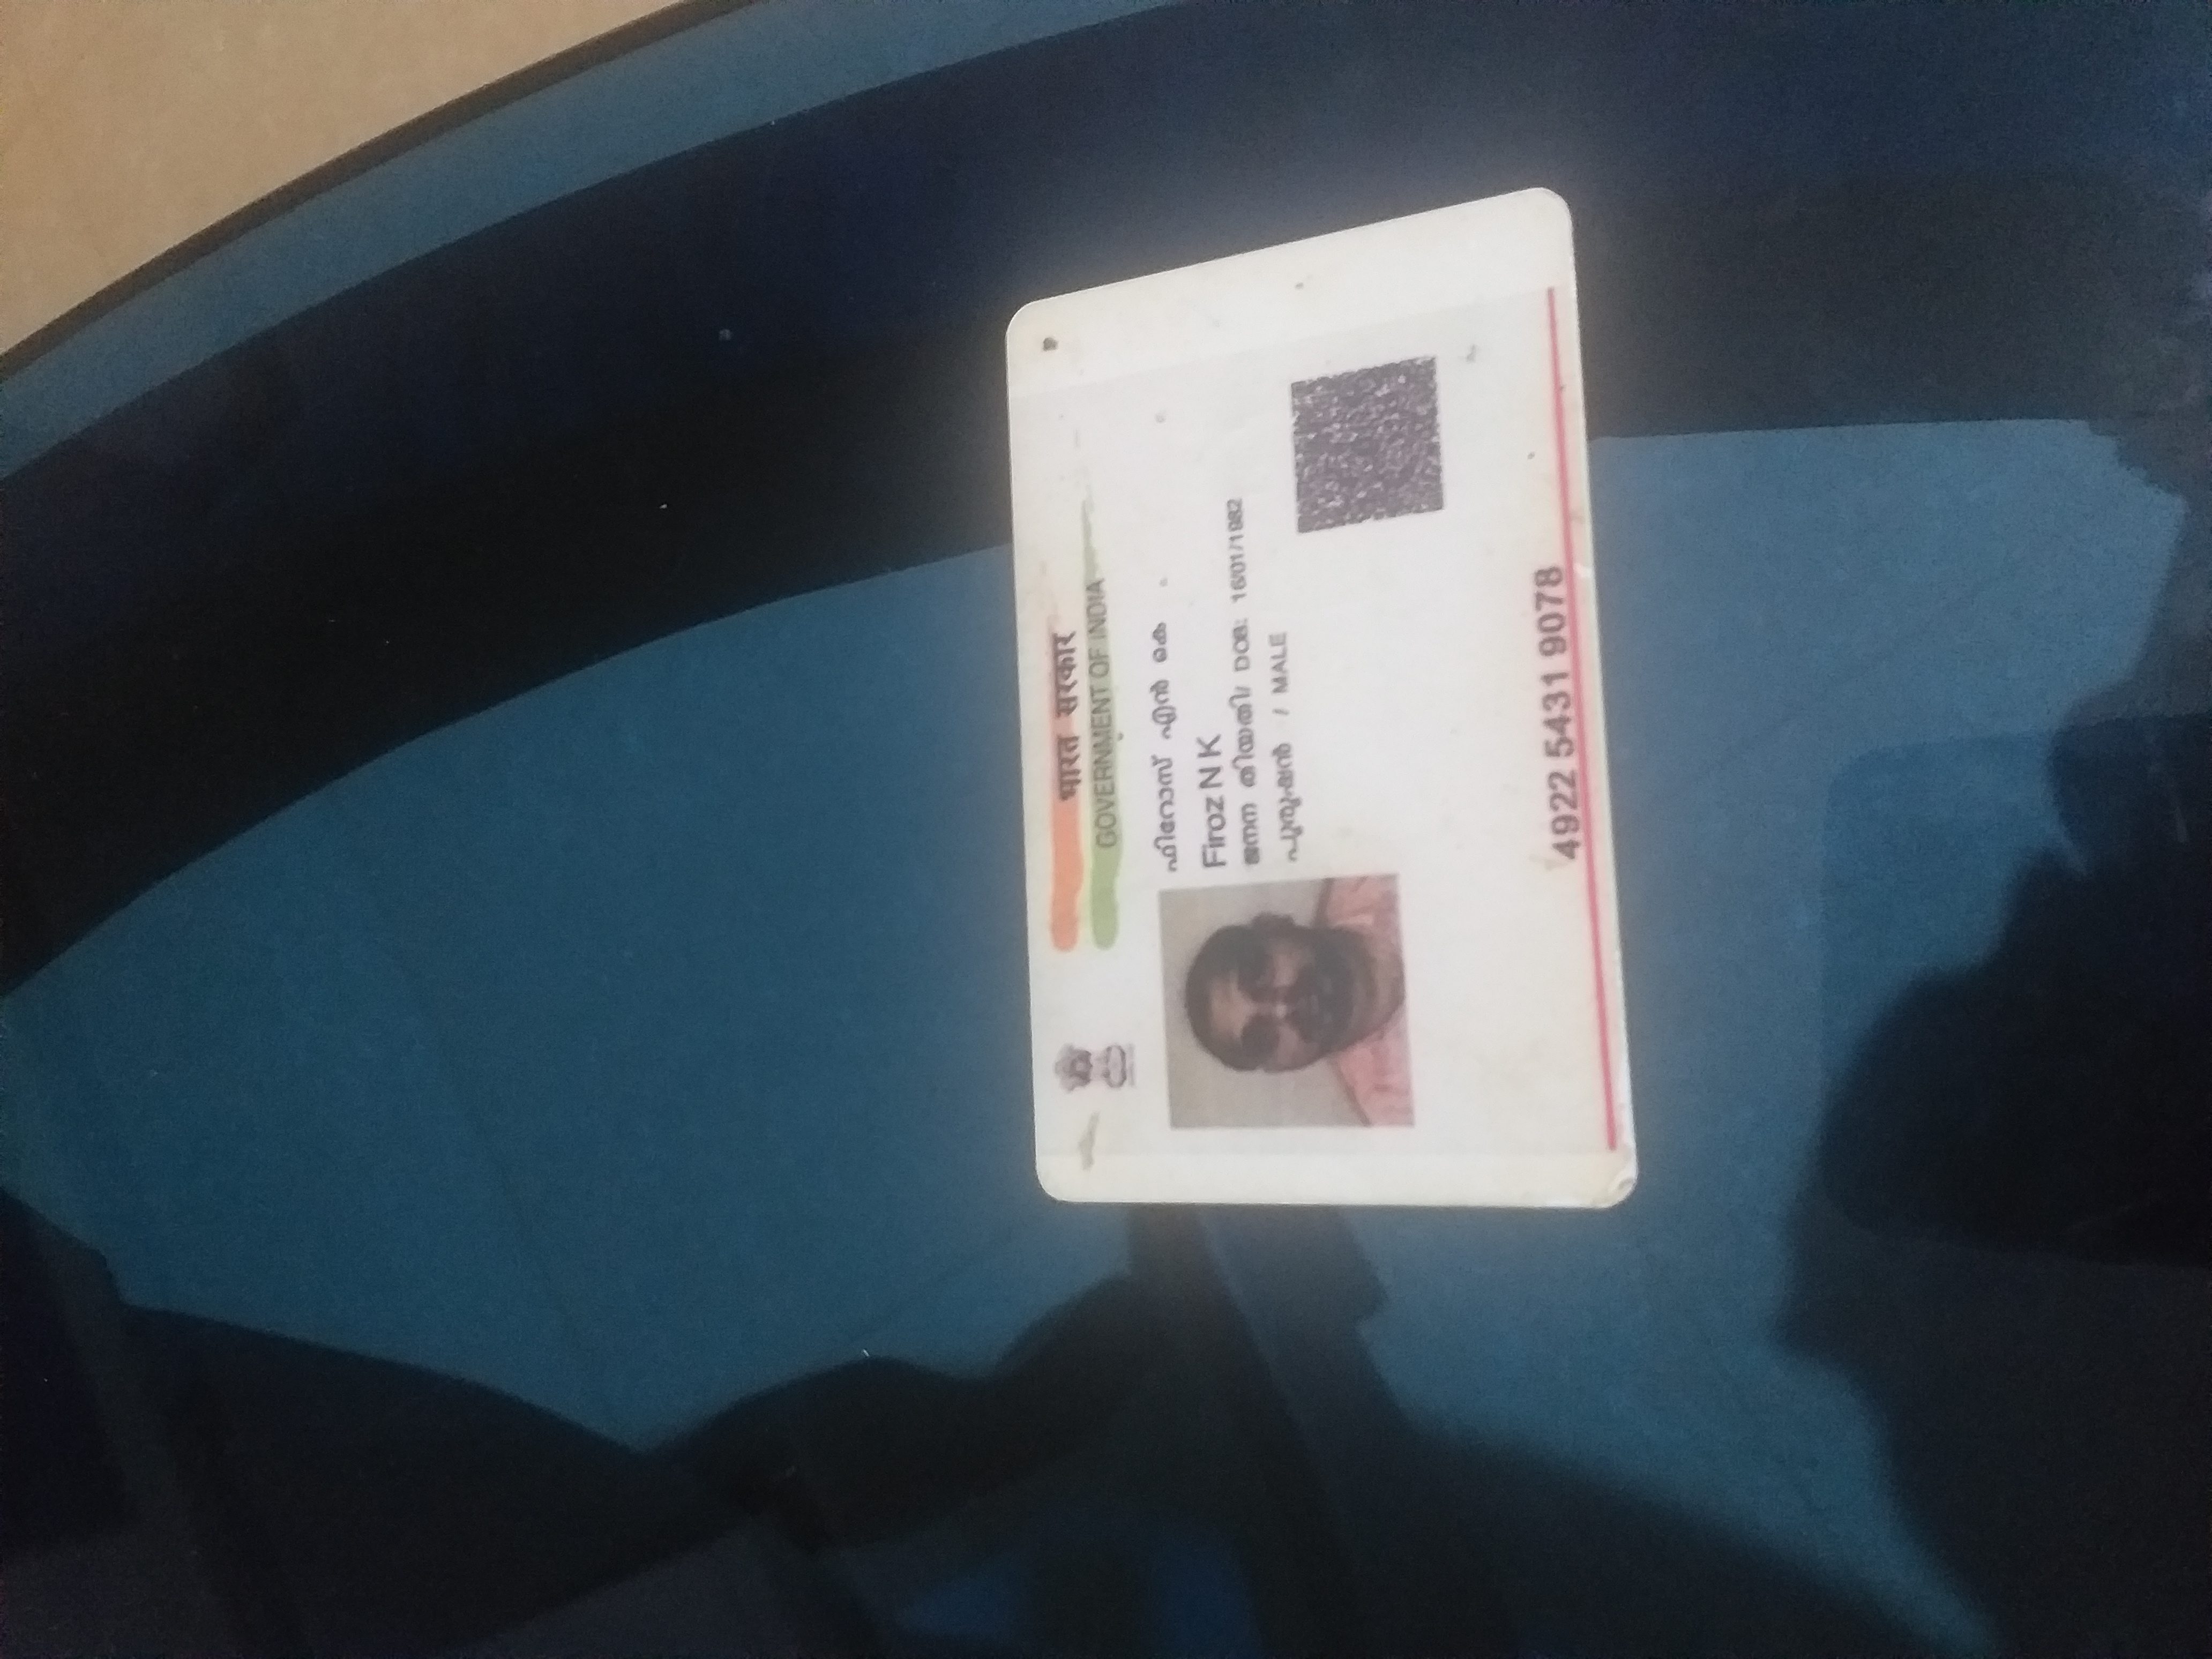 भारत सरकार
GOVERNMENT OF INDIA
ഫിറോസ് എൻ കെ
Firoz N K
ജനന തിയതി/ DOB: 16/01/1982
പുരുഷൻ / MALE
4922 5431 9078